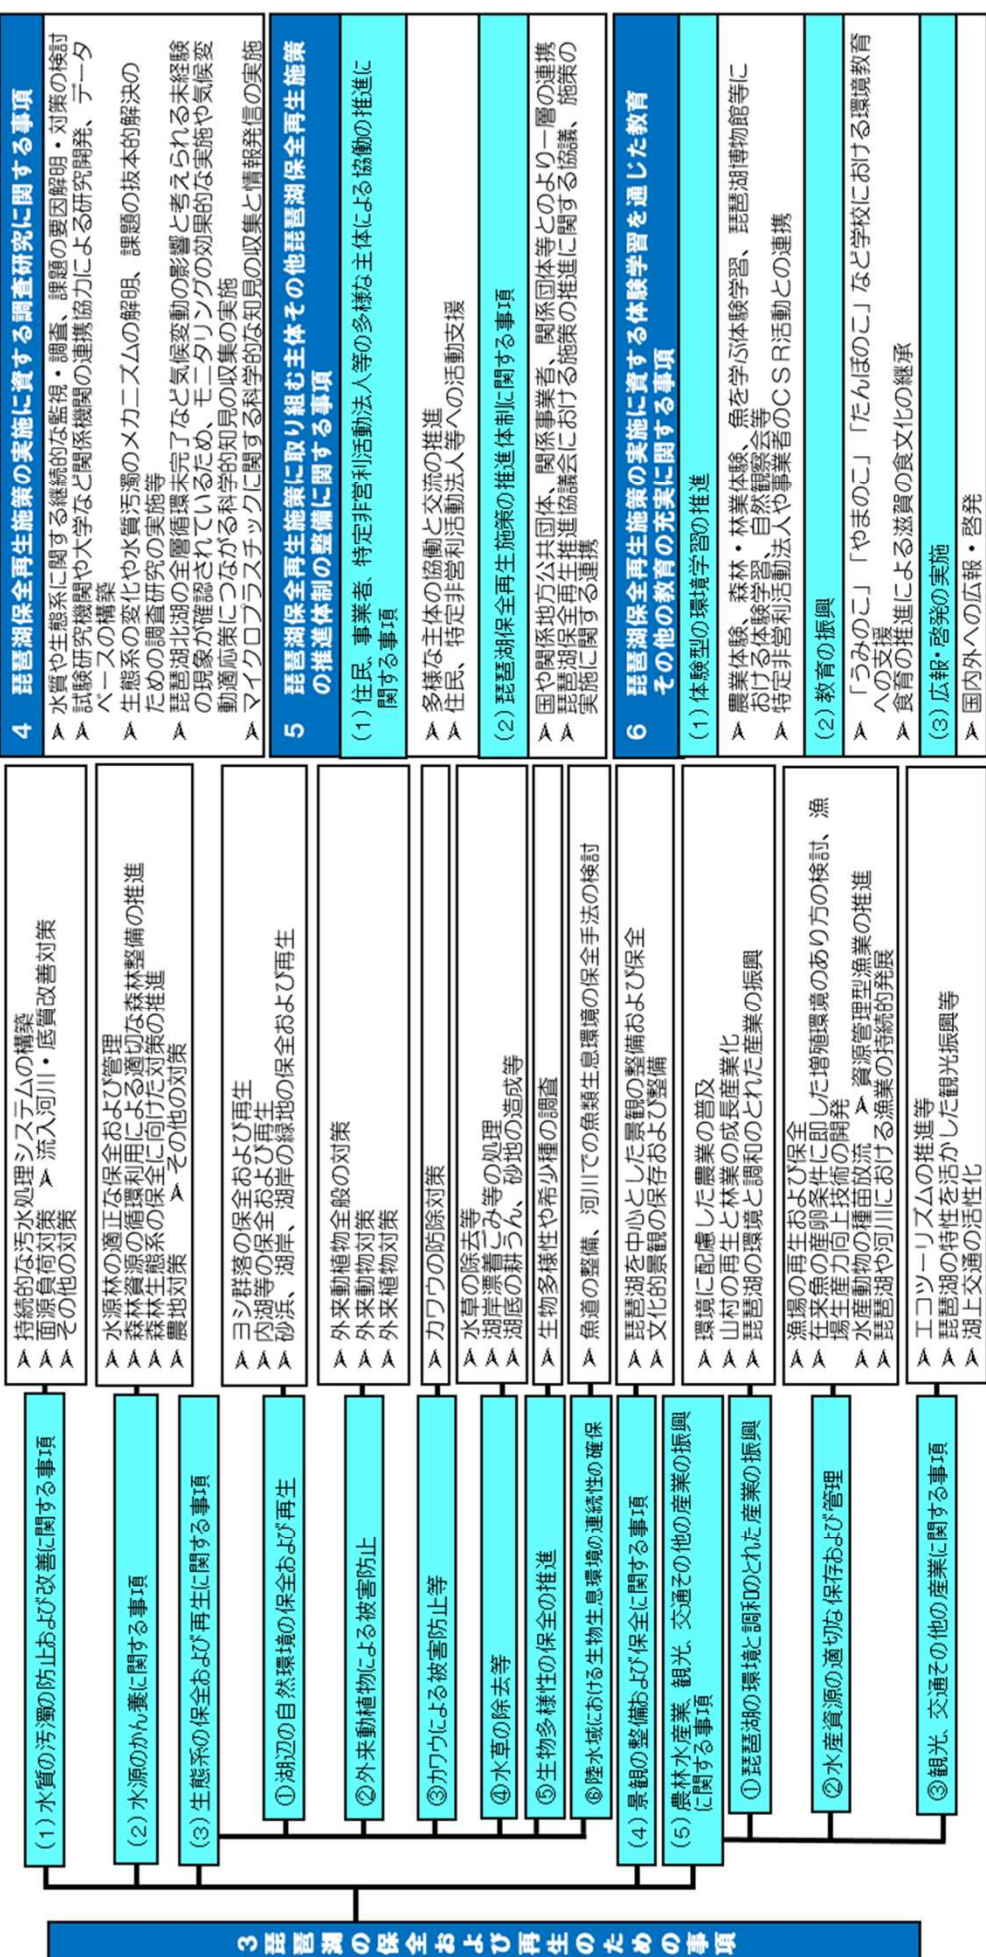 3琵琶湖の保全および再生のための事項
(1)水質の汚濁の防止および改善に関する事項
➢ 持続的な汚水処理システムの構築
➢ 面源負荷対策 ➢ 流入河川・底質改善対策
➢ その他の対策
(2)水源のかん養に関する事項
➢ 水源林の適正な保全および管理
➢ 森林資源の循環利用による適切な森林整備の推進
➢ 森林生態系の保全に向けた対策の推進
➢ 農地対策 ➢ その他の対策
(3)生態系の保全および再生に関する事項
①湖辺の自然環境の保全および再生
➢ ヨシ群落の保全および再生
➢ 内湖等の保全および再生
➢ 砂浜、湖岸、湖岸の緑地の保全および再生
②外来動植物による被害防止
➢ 外来動植物全般の対策
➢ 外来動物対策
➢ 外来植物対策
③カワウによる被害防止等
➢ カワウの防除対策
④水草の除去等
➢ 水草の除去等
➢ 湖岸漂着ごみ等の処理
➢ 湖底の耕うん、砂地の造成等
⑤生物多様性の保全の推進
➢ 生物多様性や希少種の調査
⑥陸水域における生物生息環境の連続性の確保
➢ 魚道の整備、河川での魚類生息環境の保全手法の検討
(4)景観の整備および保全に関する事項
➢ 琵琶湖を中心とした景観の整備および保全
➢ 文化的景観の保存および整備
(5)農林水産業、観光、交通その他の産業の振興
に関する事項
①琵琶湖の環境と調和のとれた産業の振興
➢ 環境に配慮した農業の普及
➢ 山村の再生と林業の成長産業化
➢ 琵琶湖の環境と調和のとれた産業の振興
②水産資源の適切な保存および管理
➢ 漁場の再生および保全
➢ 在来魚の産卵条件に即した増殖環境のあり方の検討、漁
場生産力向上技術の開発
➢ 水産動物の種苗放流 ➢ 資源管理型漁業の推進
➢ 琵琶湖や河川における漁業の持続的発展
③観光、交通その他の産業に関する事項
➢ エコツーリズムの推進等
➢ 琵琶湖の特性を活かした観光振興等
➢ 湖上交通の活性化
4 琵琶湖保全再生施策の実施に資する調査研究に関する事項
➢ 水質や生態系に関する継続的な監視・調査、課題の要因解明・対策の検討
➢ 試験研究機関や大学など関係機関の連携協力による研究開発、データ
ベースの構築
➢ 生態系の変化や水質汚濁のメカニズムの解明、課題の抜本的解決の
ための調査研究の実施等
➢ 琵琶湖北湖の全層循環未完了など気候変動の影響と考えられる未経験
の現象が確認されているため、モニタリングの効果的な実施や気候変
動適応策につながる科学的知見の収集の実施
➢ マイクロプラスチックに関する科学的な知見の収集と情報発信の実施
5 琵琶湖保全再生施策に取り組む主体その他琵琶湖保全再生施策
の推進体制の整備に関する事項
(1)住民、事業者、特定非営利活動法人等の多様な主体による協働の推進に
関する事項
➢ 多様な主体の協働と交流の推進
➢ 住民、特定非営利活動法人等への活動支援
(2)琵琶湖保全再生施策の推進体制に関する事項
➢ 国や関係地方公共団体、関係事業者、関係団体等とのより一層の連携
➢ 琵琶湖保全再生推進協議会における施策の推進に関する協議、施策の
実施に関する連携
6 琵琶湖保全再生施策の実施に資する体験学習を通じた教育
その他の教育の充実に関する事項
(1)体験型の環境学習の推進
➢ 農業体験、森林・林業体験、魚を学ぶ体験学習、琵琶湖博物館等に
おける体験学習、自然観察会等
➢ 特定非営利活動法人や事業者のCSR活動との連携
(2)教育の振興
➢ 「うみのこ」「やまのこ」「たんぼのこ」など学校における環境教育
への支援
➢ 食育の推進による滋賀の食文化の継承
(3)広報・啓発の実施
➢ 国内外への広報・啓発